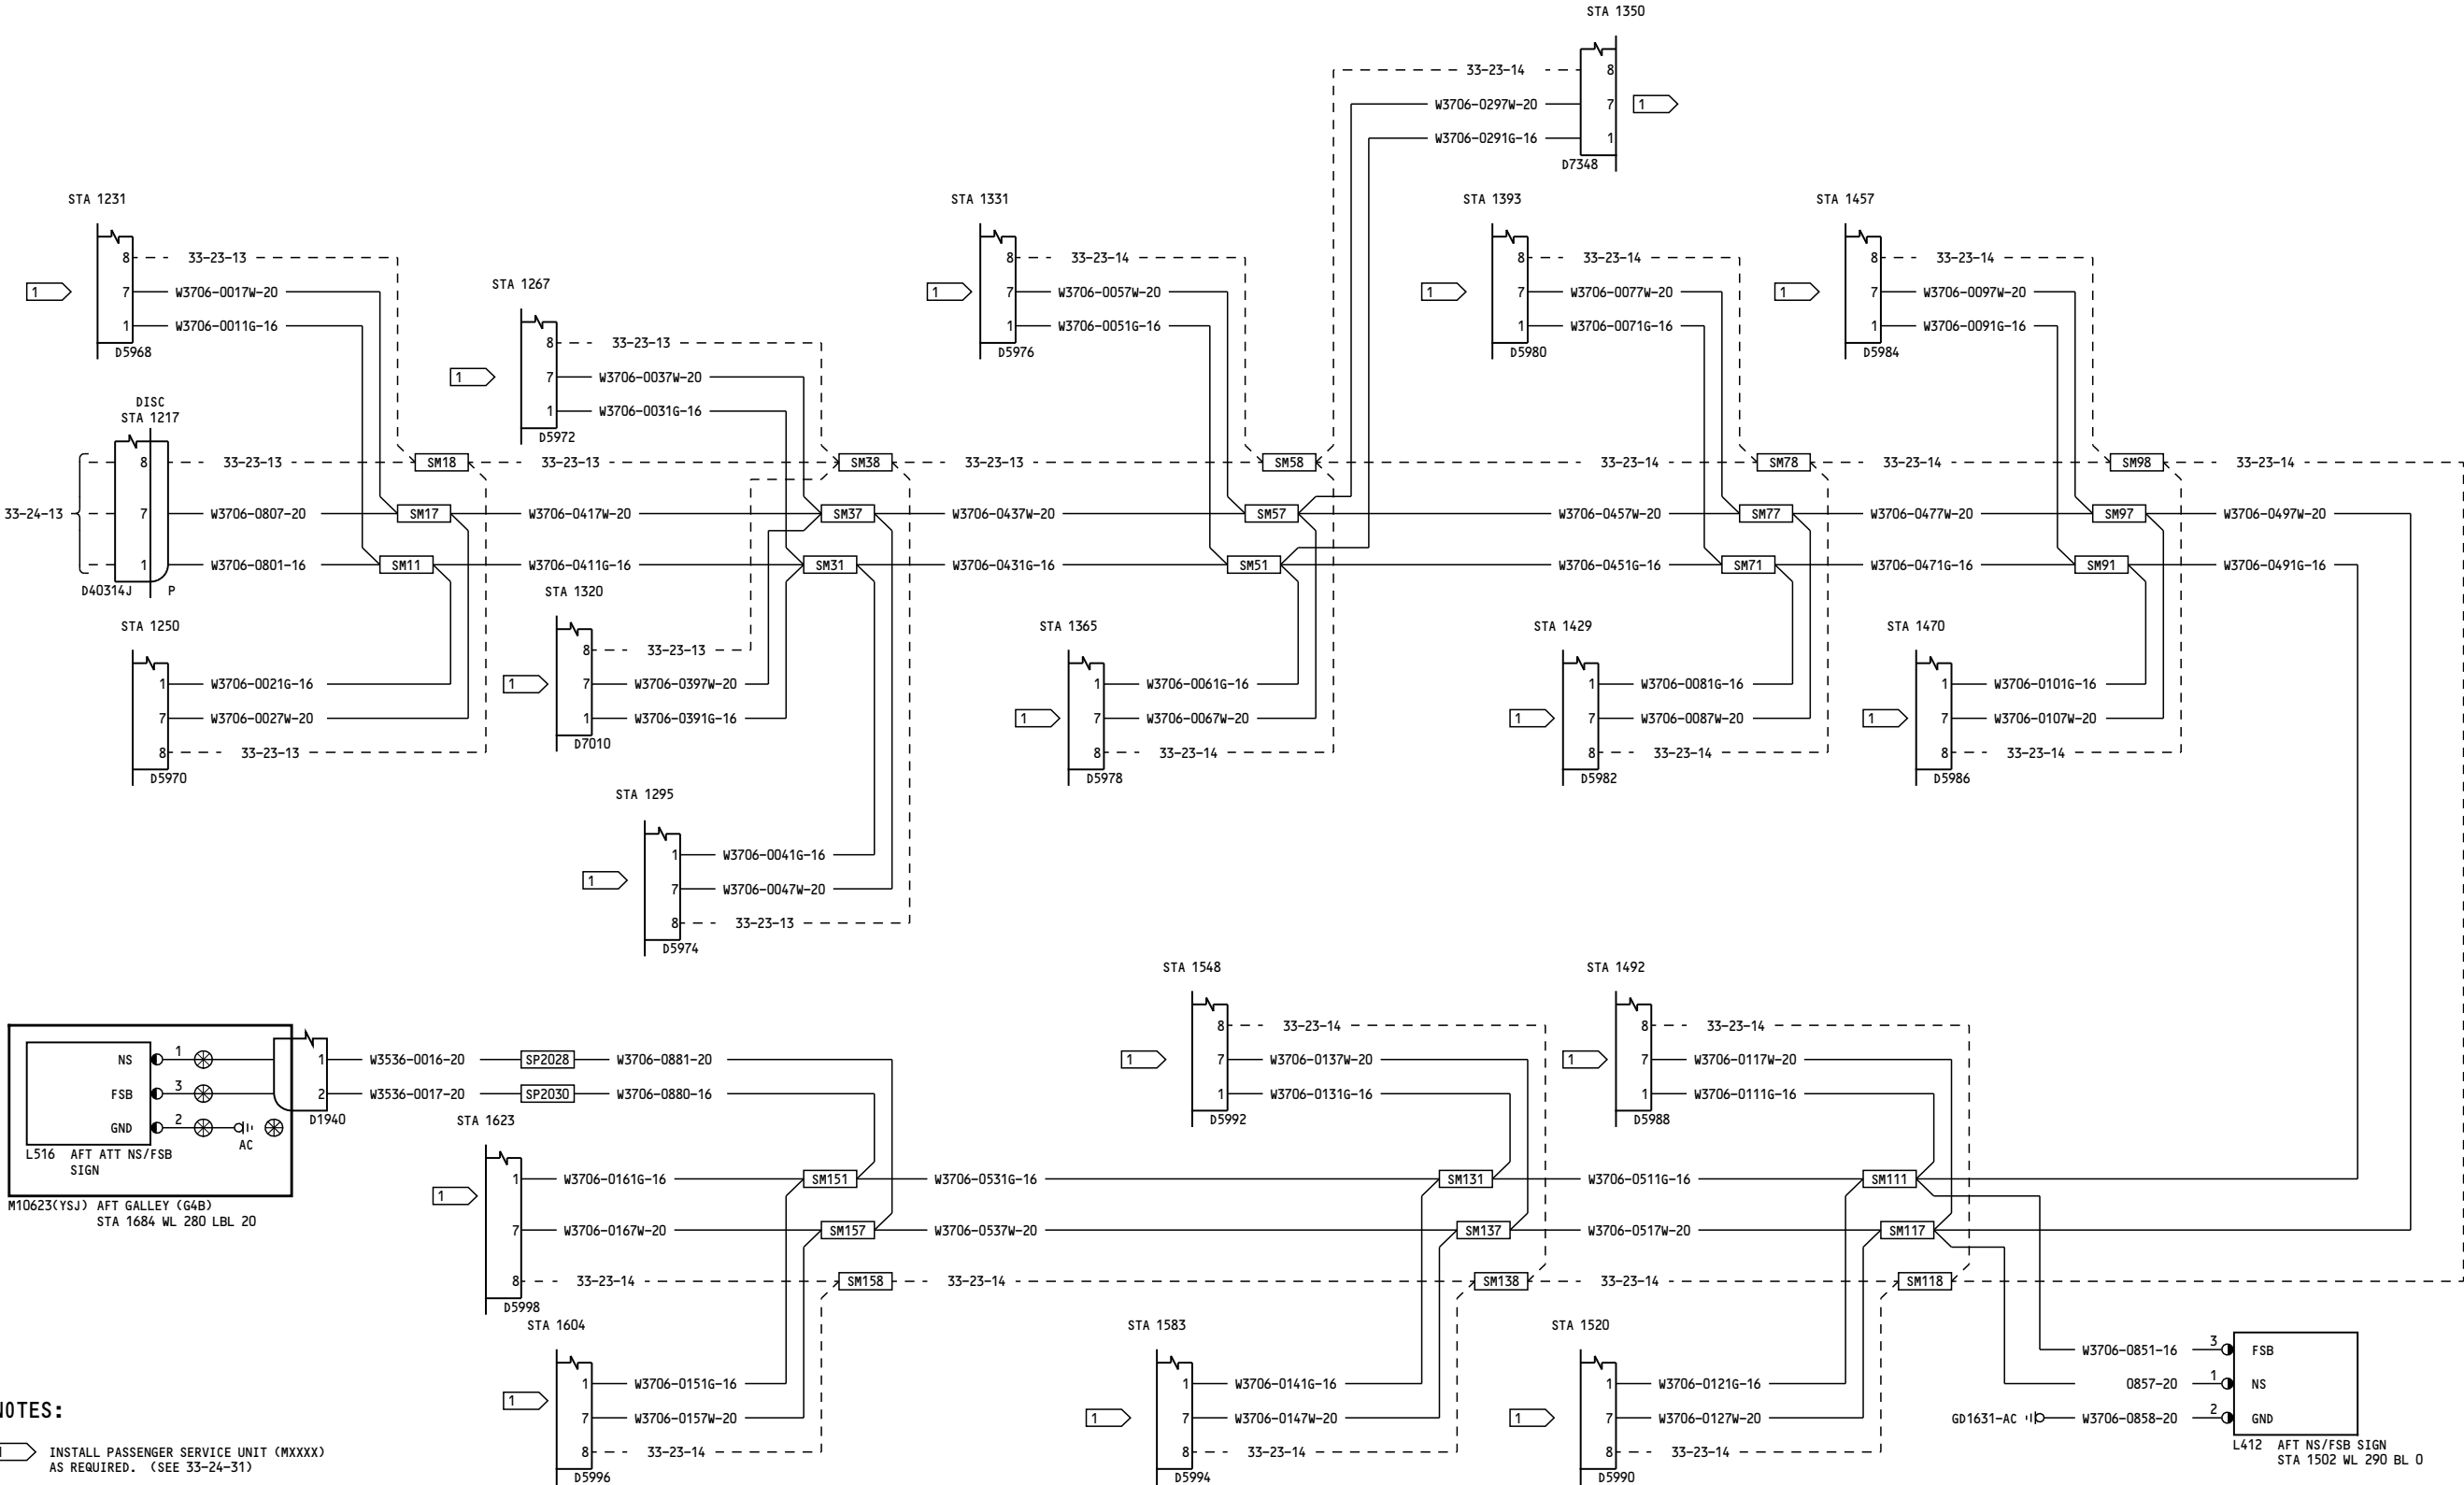 STA 1350
33-23-14 8
W3706-0297W-20 7 1
W3706-0291G-16 1
D7348
STA 1231
8 33-23-13
1 7 W3706-0017W-20
1 W3706-0011G-16
D5968
STA 1267
8 33-23-13
1 7 W3706-0037W-20
1 W3706-0031G-16
D5972
STA 1331
8 33-23-14
1 7 W3706-0057W-20
1 W3706-0051G-16
D5976
STA 1393
8 33-23-14
1 7 W3706-0077W-20
1 W3706-0071G-16
D5980
STA 1457
8 33-23-14
1 7 W3706-0097W-20
1 W3706-0091G-16
D5984
DISC
STA 1217
8 33-23-13 SM18 33-23-13 SM38 33-23-13 SM58 33-23-14 SM78 33-23-14 SM98 33-23-14
33-24-13 7 W3706-0807-20 SM17 W3706-0417W-20 SM37 W3706-0437W-20 SM57 W3706-0457W-20 SM77 W3706-0477W-20 SM97 W3706-0497W-20
1 W3706-0801-16 SM11 W3706-0411G-16 SM31 W3706-0431G-16 SM51 W3706-0451G-16 SM71 W3706-0471G-16 SM91 W3706-0491G-16
D40314J P
STA 1250
1 W3706-0021G-16
7 W3706-0027W-20
8 33-23-13
D5970
STA 1320
8 33-23-13
1 7 W3706-0397W-20
1 W3706-0391G-16
D7010
STA 1295
1 W3706-0041G-16
1 7 W3706-0047W-20
8 33-23-13
D5974
STA 1365
1 W3706-0061G-16
1 7 W3706-0067W-20
8 33-23-14
D5978
STA 1429
1 W3706-0081G-16
1 7 W3706-0087W-20
8 33-23-14
D5982
STA 1470
1 W3706-0101G-16
1 7 W3706-0107W-20
8 33-23-14
D5986
STA 1548
8 33-23-14
1 7 W3706-0137W-20
1 W3706-0131G-16
D5992
STA 1492
8 33-23-14
1 7 W3706-0117W-20
1 W3706-0111G-16
D5988
NS 1 1 W3536-0016-20 SP2028 W3706-0881-20
FSB 3 2 W3536-0017-20 SP2030 W3706-0880-16
GND 2 AC D1940
L516 AFT ATT NS/FSB
SIGN
M10623(YSJ) AFT GALLEY (G4B)
STA 1684 WL 280 LBL 20
STA 1623
1 W3706-0161G-16 SM151 W3706-0531G-16 SM131 W3706-0511G-16 SM111
1 7 W3706-0167W-20 SM157 W3706-0537W-20 SM137 W3706-0517W-20 SM117
8 33-23-14 SM158 33-23-14 SM138 33-23-14 SM118
D5998
STA 1604
1 W3706-0151G-16
1 7 W3706-0157W-20
8 33-23-14
D5996
STA 1583
1 W3706-0141G-16
1 7 W3706-0147W-20
8 33-23-14
D5994
STA 1520
1 W3706-0121G-16
1 7 W3706-0127W-20
8 33-23-14
D5990
W3706-0851-16 3 FSB
0857-20 1 NS
GD1631-AC W3706-0858-20 2 GND
L412 AFT NS/FSB SIGN
STA 1502 WL 290 BL 0
NOTES:
INSTALL PASSENGER SERVICE UNIT (MXXXX)
AS REQUIRED. (SEE 33-24-31)